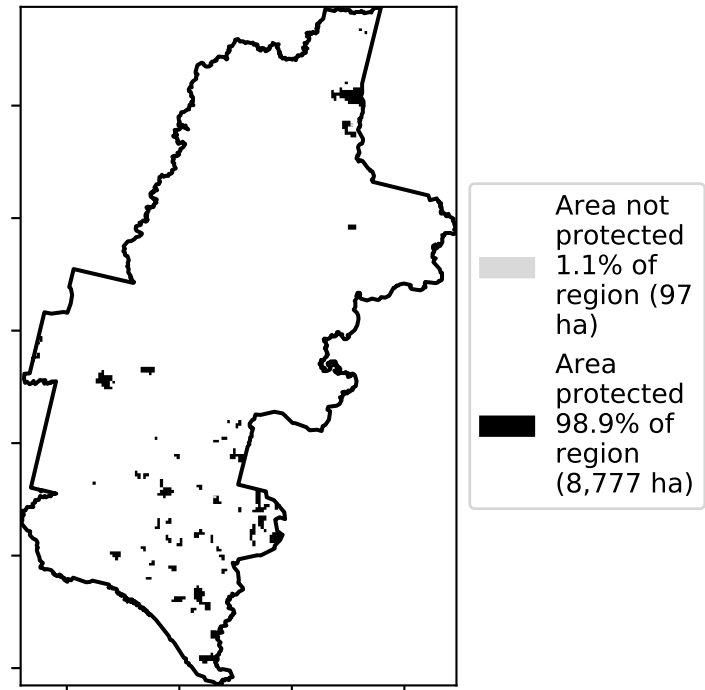 Area not
protected
1.1% of
region (97
ha)
Area
protected
98.9% of
region
(8,777 ha)